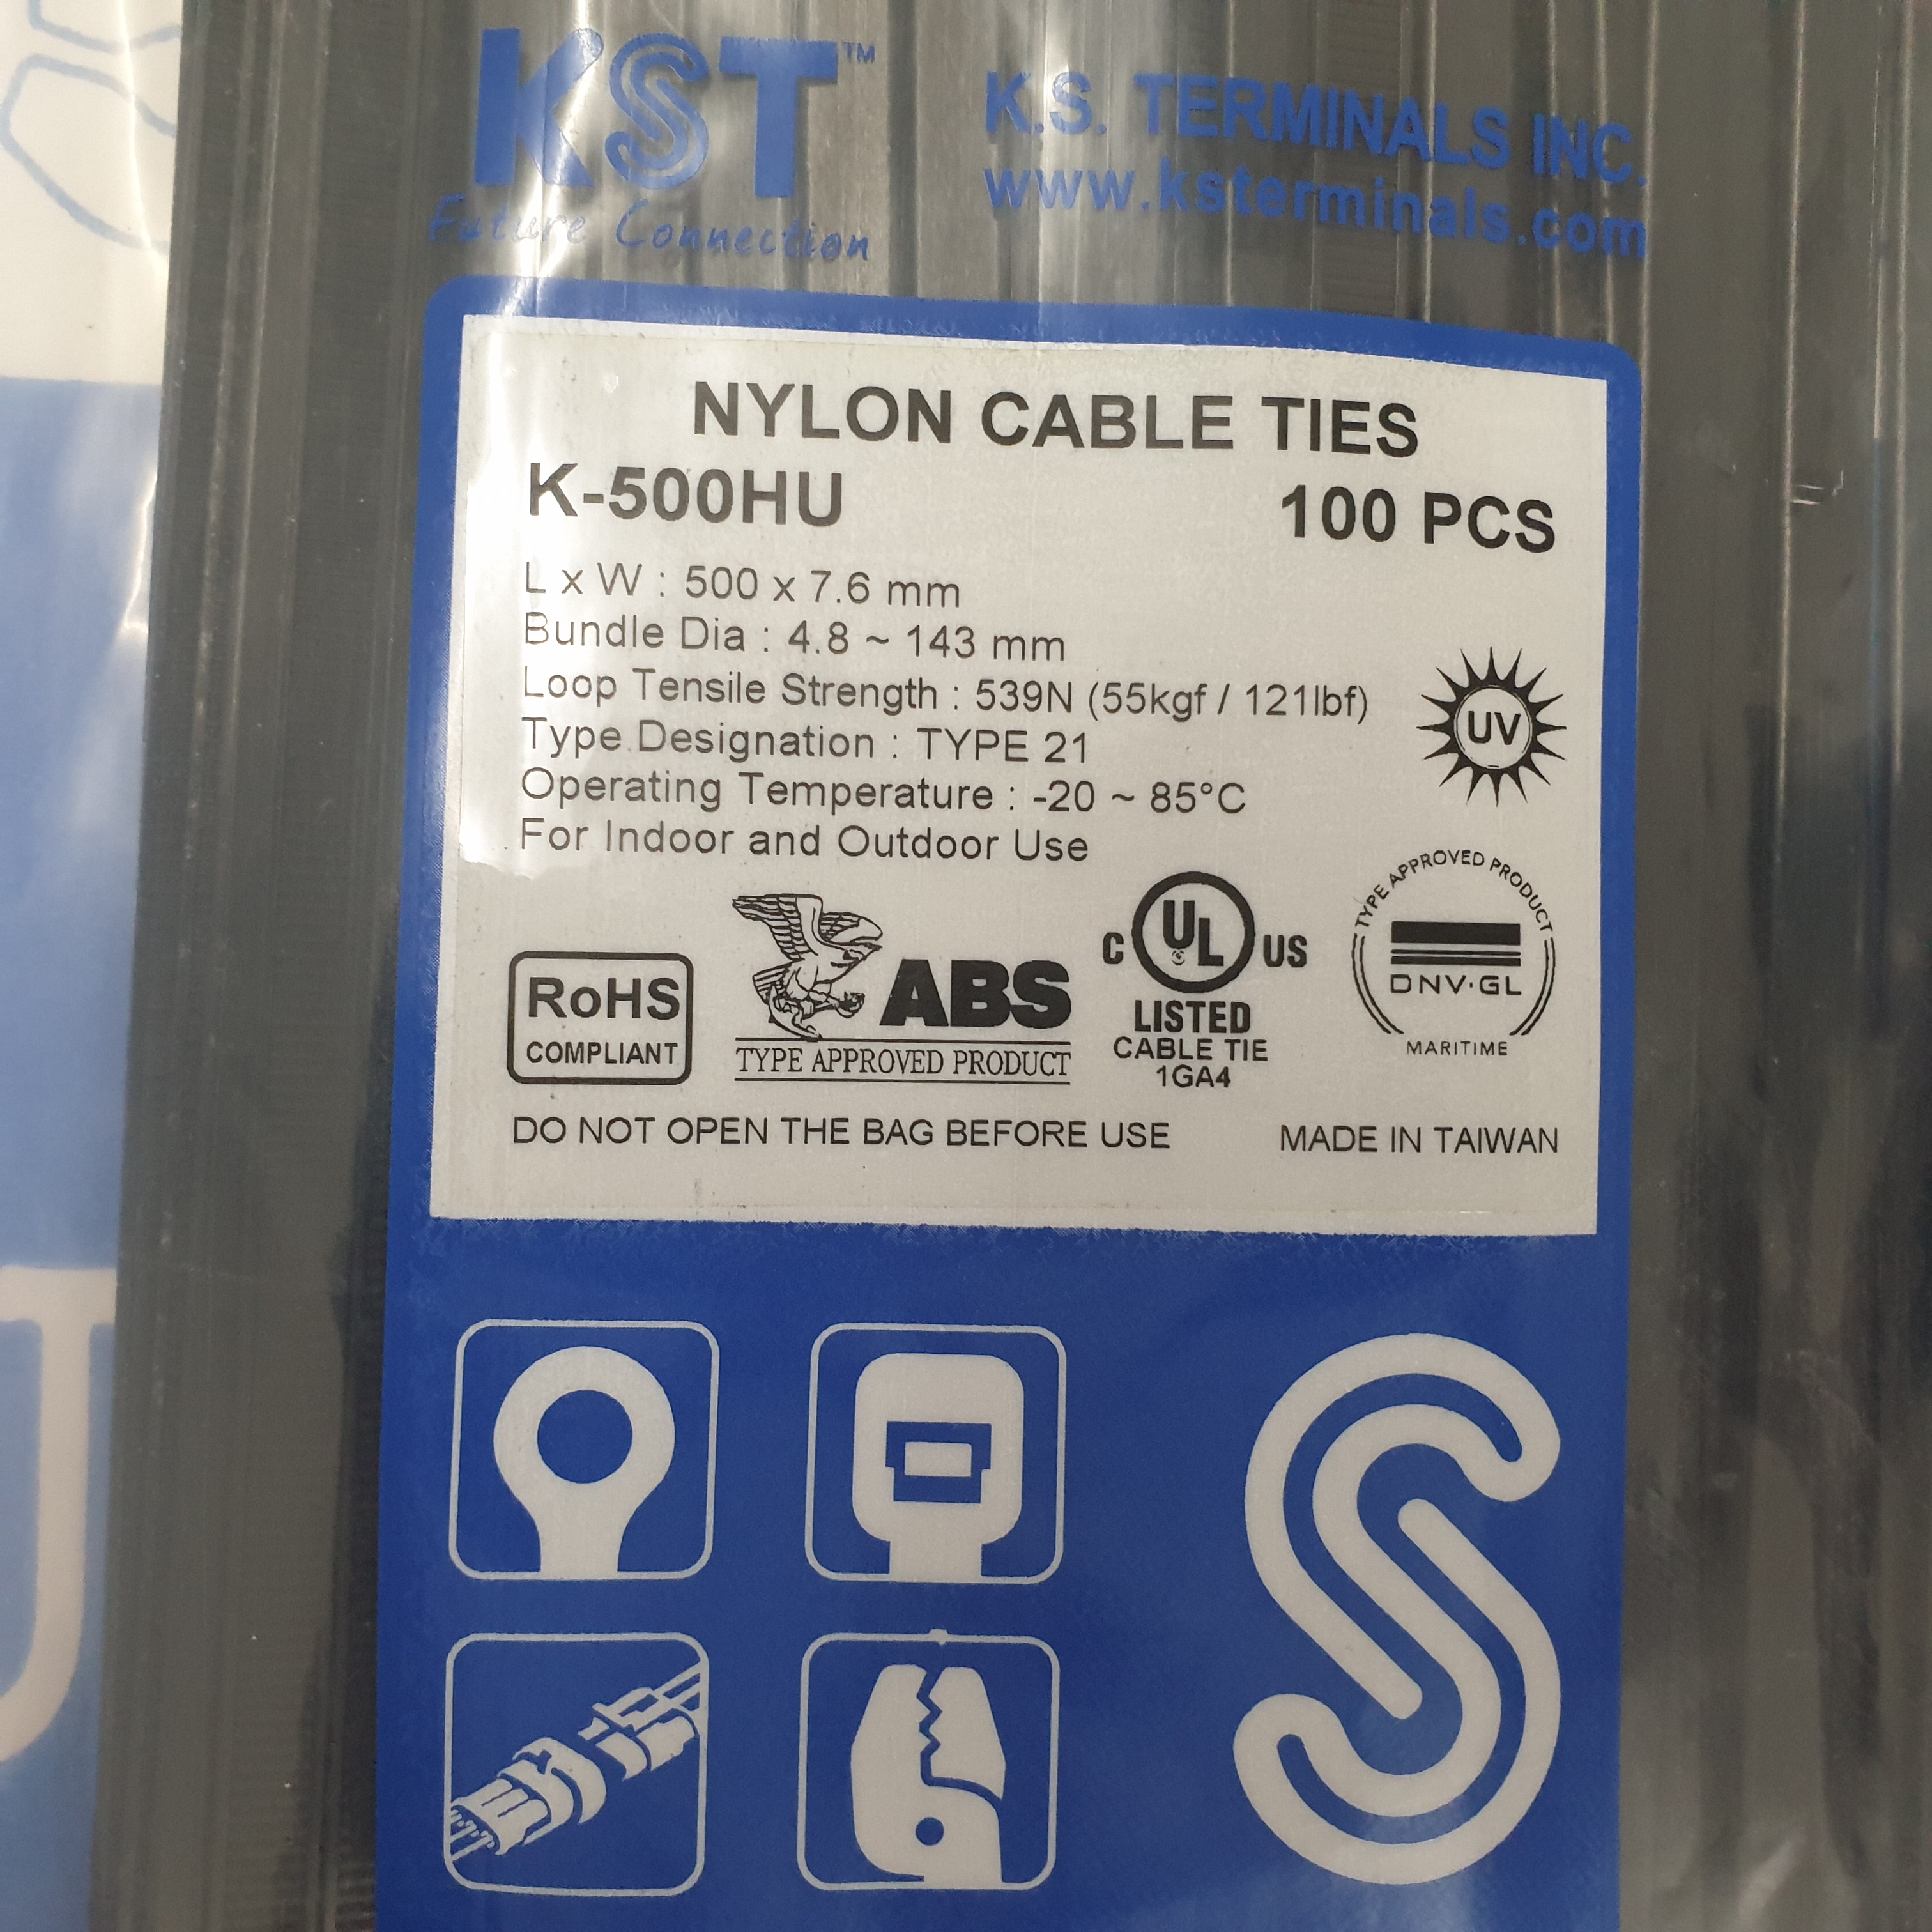 KST™
Future Connection
K.S. TERMINALS INC.
www.ksterminals.com
NYLON CABLE TIES
K-500HU 100 PCS
L x W : 500 x 7.6 mm
Bundle Dia : 4.8 ~ 143 mm
Loop Tensile Strength : 539N (55kgf / 121lbf)
Type Designation : TYPE 21
Operating Temperature : -20 ~ 85°C
For Indoor and Outdoor Use
UV
RoHS
COMPLIANT
ABS
TYPE APPROVED PRODUCT
C UL US
LISTED
CABLE TIE
1GA4
TYPE APPROVED PRODUCT
DNV·GL
MARITIME
DO NOT OPEN THE BAG BEFORE USE MADE IN TAIWAN
S